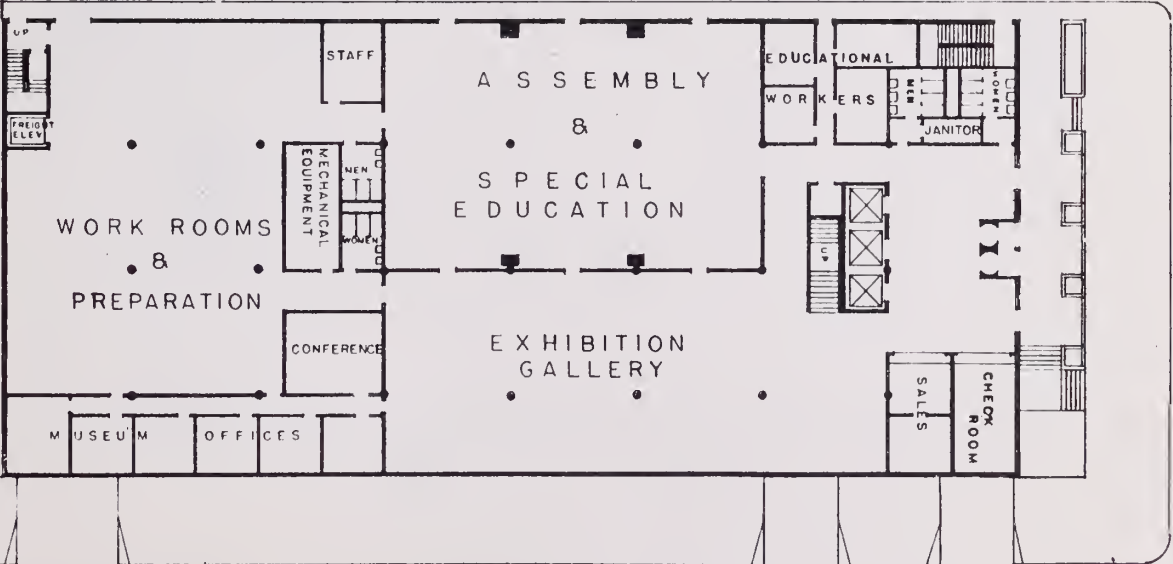 UP
FREIGHT
ELEV
STAFF
ASSEMBLY
&
SPECIAL
EDUCATION
EDUCATIONAL
WORKERS
MEN
WOMEN
JANITOR
MECHANICAL
EQUIPMENT
MEN
WOMEN
WORK ROOMS
&
PREPARATION
UP
CONFERENCE
EXHIBITION
GALLERY
SALES
CHECK
ROOM
MUSEUM OFFICES